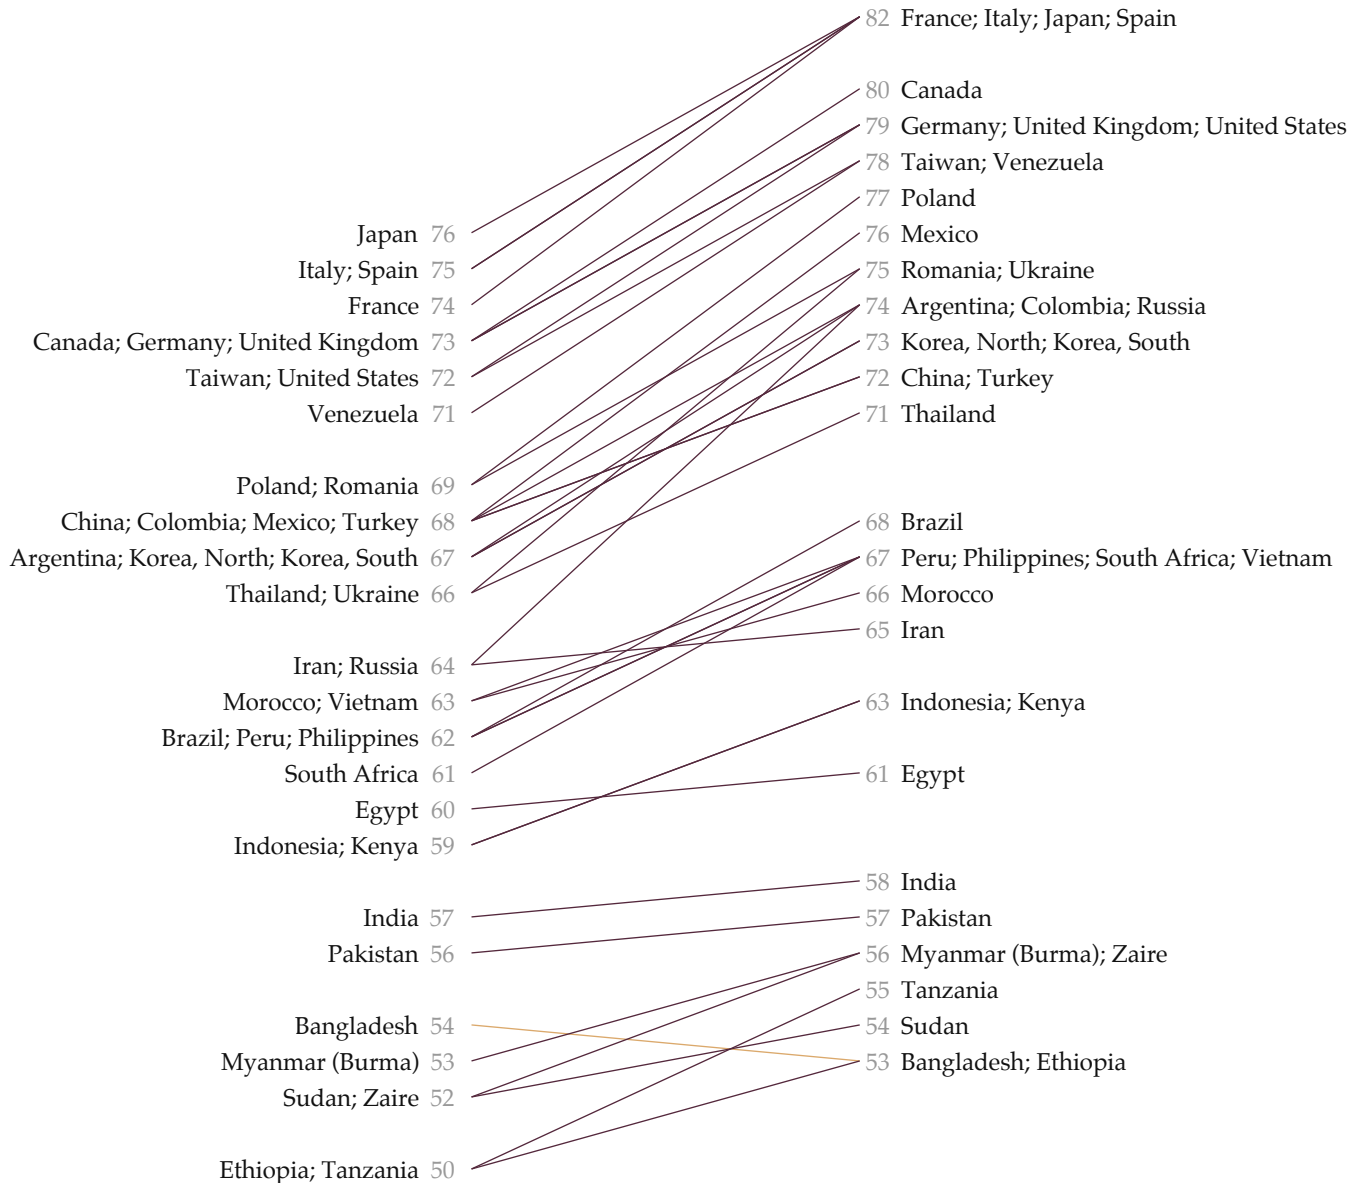 82 France; Italy; Japan; Spain
80 Canada
79 Germany; United Kingdom; United States
78 Taiwan; Venezuela
77 Poland
Japan 76
76 Mexico
Italy; Spain 75
75 Romania; Ukraine
France 74
74 Argentina; Colombia; Russia
Canada; Germany; United Kingdom 73
73 Korea, North; Korea, South
Taiwan; United States 72
72 China; Turkey
Venezuela 71
71 Thailand
Poland; Romania 69
China; Colombia; Mexico; Turkey 68
68 Brazil
Argentina; Korea, North; Korea, South 67
67 Peru; Philippines; South Africa; Vietnam
Thailand; Ukraine 66
66 Morocco
65 Iran
Iran; Russia 64
Morocco; Vietnam 63
63 Indonesia; Kenya
Brazil; Peru; Philippines 62
South Africa 61
61 Egypt
Egypt 60
Indonesia; Kenya 59
58 India
India 57
57 Pakistan
Pakistan 56
56 Myanmar (Burma); Zaire
55 Tanzania
Bangladesh 54
54 Sudan
Myanmar (Burma) 53
53 Bangladesh; Ethiopia
Sudan; Zaire 52
Ethiopia; Tanzania 50